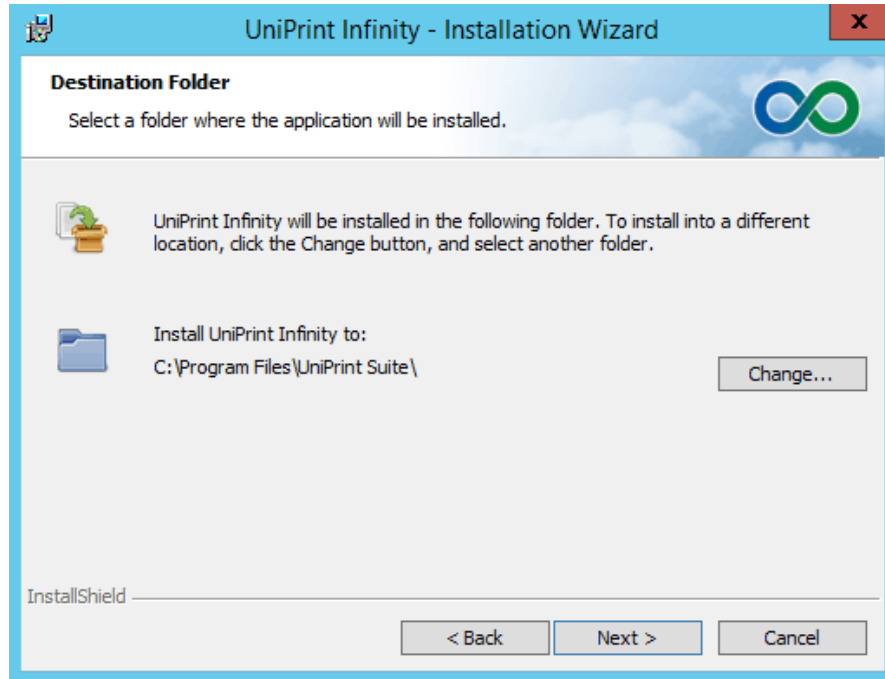 UniPrint Infinity - Installation Wizard
x
Destination Folder
Select a folder where the application will be installed.
UniPrint Infinity will be installed in the following folder. To install into a different
location, click the Change button, and select another folder.
Install UniPrint Infinity to:
C:\Program Files\UniPrint Suite\
Change...
InstallShield
< Back
Next >
Cancel